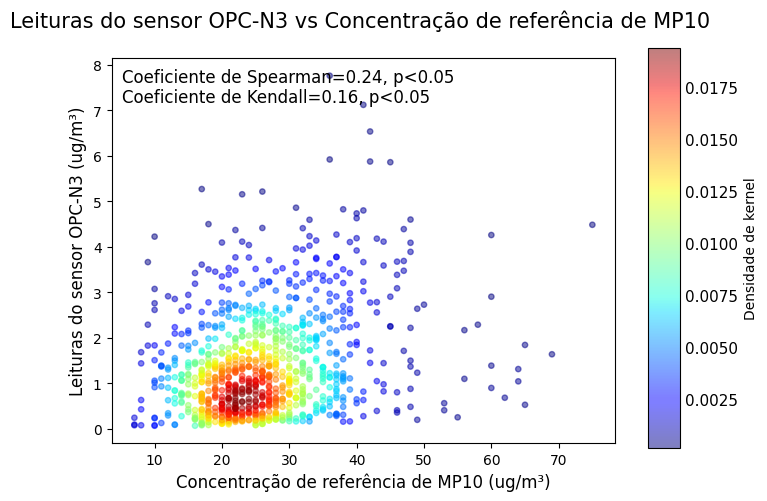 Leituras do sensor OPC-N3 vs Concentração de referência de MP10
Coeficiente de Spearman=0.24, p<0.05
Coeficiente de Kendall=0.16, p<0.05
Leituras do sensor OPC-N3 (ug/m³)
8
7
6
5
4
3
2
1
0
10 20 30 40 50 60 70
Concentração de referência de MP10 (ug/m³)
0.0175
0.0150
0.0125
0.0100
0.0075
0.0050
0.0025
Densidade de kernel